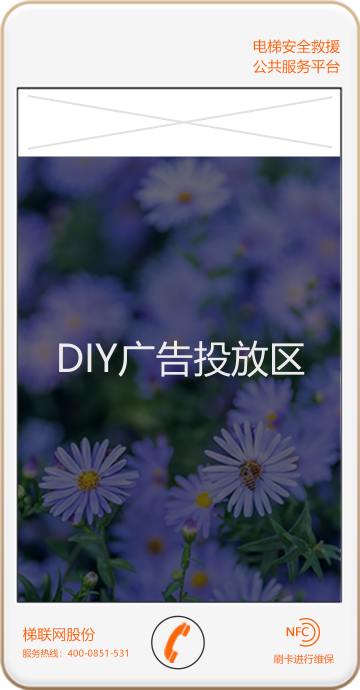 电梯安全救援
公共服务平台
DIY广告投放区
梯联网股份
服务热线：400-0851-531
NFC
刷卡进行维保